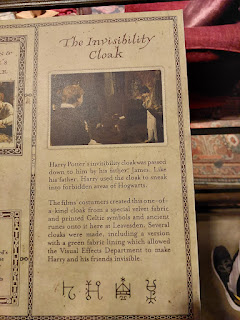 The Invisibility
Cloak
Harry Potter's invisibility cloak was passed
down to him by his father, James. Like
his father, Harry used the cloak to sneak
into forbidden areas of Hogwarts.
The films' costumers created this one-of-
a-kind cloak from a special velvet fabric
and printed Celtic symbols and ancient
runes onto it here at Leavesden. Several
cloaks were made, including a version
with a green fabric lining which allowed
the Visual Effects Department to make
Harry and his friends invisible.